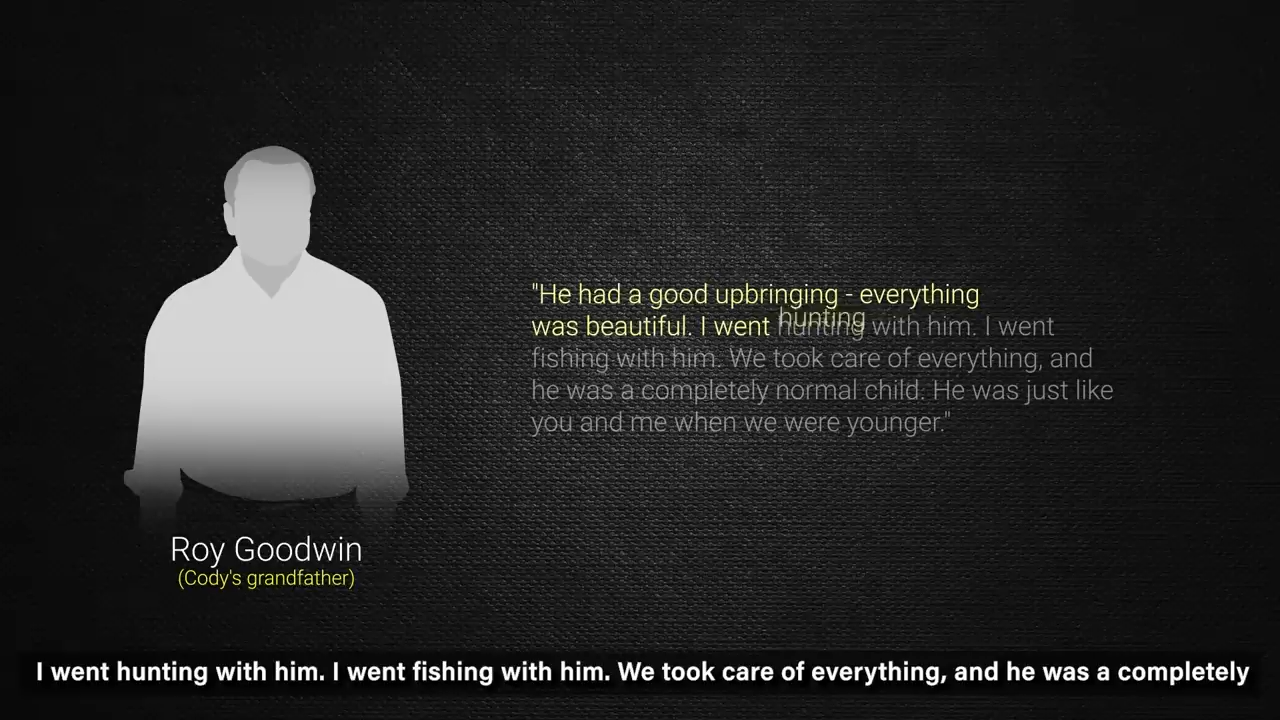 "He had a good upbringing - everything
was beautiful. I went hunting with him. I went
fishing with him. We took care of everything, and
he was a completely normal child. He was just like
you and me when we were younger."
Roy Goodwin
(Cody's grandfather)
I went hunting with him. I went fishing with him. We took care of everything, and he was a completely